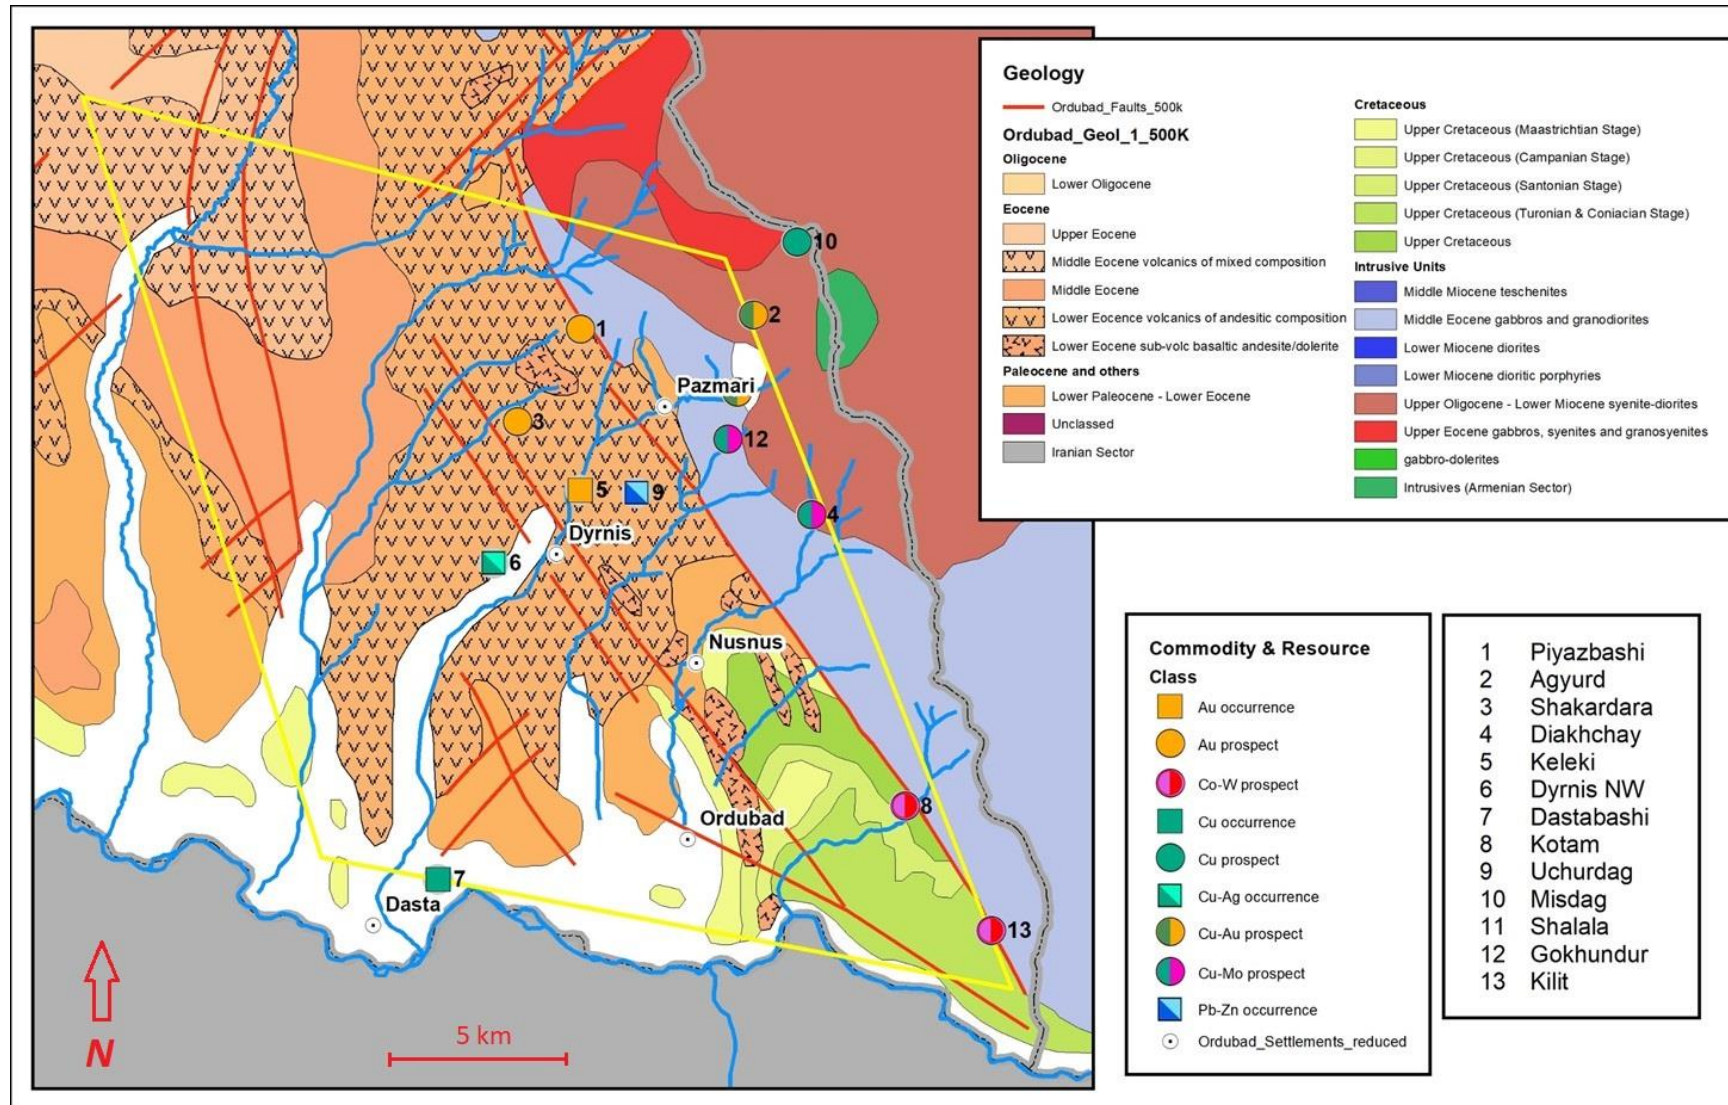 1
2
3
4
5
6
7
8
9
10
12
13
Pazmari
Dyrnis
Nusnus
Ordubad
Dasta
N
5 km
Geology
Ordubad_Faults_500k
Ordubad_Geol_1_500K
Oligocene
Lower Oligocene
Eocene
Upper Eocene
Middle Eocene volcanics of mixed composition
Middle Eocene
Lower Eocence volcanics of andesitic composition
Lower Eocene sub-volc basaltic andesite/dolerite
Paleocene and others
Lower Paleocene - Lower Eocene
Unclassed
Iranian Sector
Cretaceous
Upper Cretaceous (Maastrichtian Stage)
Upper Cretaceous (Campanian Stage)
Upper Cretaceous (Santonian Stage)
Upper Cretaceous (Turonian & Coniacian Stage)
Upper Cretaceous
Intrusive Units
Middle Miocene teschenites
Middle Eocene gabbros and granodiorites
Lower Miocene diorites
Lower Miocene dioritic porphyries
Upper Oligocene - Lower Miocene syenite-diorites
Upper Eocene gabbros, syenites and granosyenites
gabbro-dolerites
Intrusives (Armenian Sector)
Commodity & Resource
Class
Au occurrence
Au prospect
Co-W prospect
Cu occurrence
Cu prospect
Cu-Ag occurrence
Cu-Au prospect
Cu-Mo prospect
Pb-Zn occurrence
Ordubad_Settlements_reduced
1 Piyazbashi
2 Agyurd
3 Shakardara
4 Diakhchay
5 Keleki
6 Dyrnis NW
7 Dastabashi
8 Kotam
9 Uchurdag
10 Misdag
11 Shalala
12 Gokhundur
13 Kilit